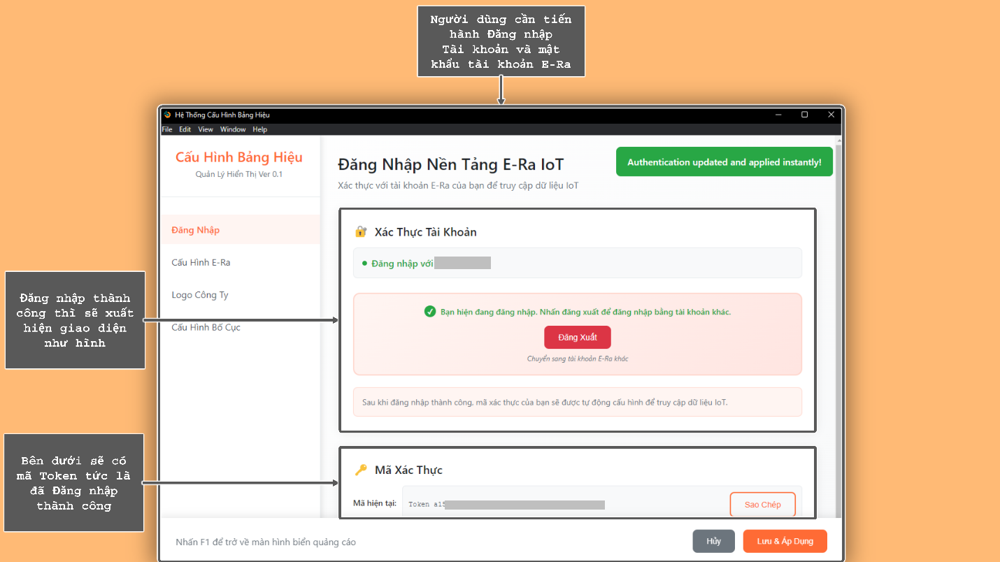 Người dùng cần tiến
hành Đăng nhập
Tài khoản và mật
khẩu tài khoản E-Ra
Hệ Thống Cấu Hình Bảng Hiệu
File Edit View Window Help
Cấu Hình Bảng Hiệu
Quản Lý Hiển Thị Ver 0.1
Đăng Nhập
Cấu Hình E-Ra
Logo Công Ty
Cấu Hình Bố Cục
Đăng Nhập Nền Tảng E-Ra IoT
Xác thực với tài khoản E-Ra của bạn để truy cập dữ liệu IoT
Authentication updated and applied instantly!
Xác Thực Tài Khoản
Đăng nhập với
Bạn hiện đang đăng nhập. Nhấn đăng xuất để đăng nhập bằng tài khoản khác.
Đăng Xuất
Chuyển sang tài khoản E-Ra khác
Sau khi đăng nhập thành công, mã xác thực của bạn sẽ được tự động cấu hình để truy cập dữ liệu IoT.
Mã Xác Thực
Mã hiện tại: Token a15
Sao Chép
Đăng nhập thành
công thì sẽ xuất
hiện giao diện
như hình
Bên dưới sẽ có
mã Token tức là
đã Đăng nhập
thành công
Nhấn F1 để trở về màn hình biển quảng cáo
Hủy
Lưu & Áp Dụng